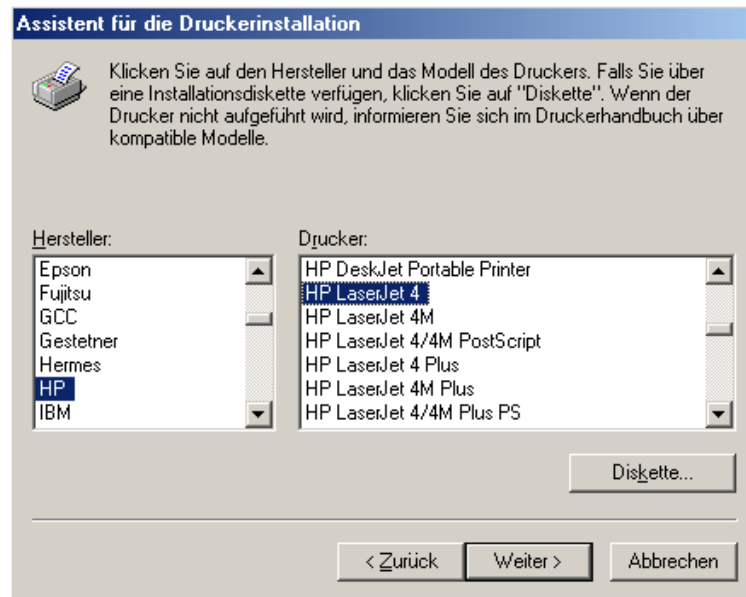 Assistent für die Druckerinstallation
Klicken Sie auf den Hersteller und das Modell des Druckers. Falls Sie über
eine Installationsdiskette verfügen, klicken Sie auf "Diskette". Wenn der
Drucker nicht aufgeführt wird, informieren Sie sich im Druckerhandbuch über
kompatible Modelle.
Hersteller:
Epson
Fujitsu
GCC
Gestetner
Hermes
HP
IBM
Drucker:
HP DeskJet Portable Printer
HP LaserJet 4
HP LaserJet 4M
HP LaserJet 4/4M PostScript
HP LaserJet 4 Plus
HP LaserJet 4M Plus
HP LaserJet 4/4M Plus PS
Diskette...
< Zurück
Weiter >
Abbrechen